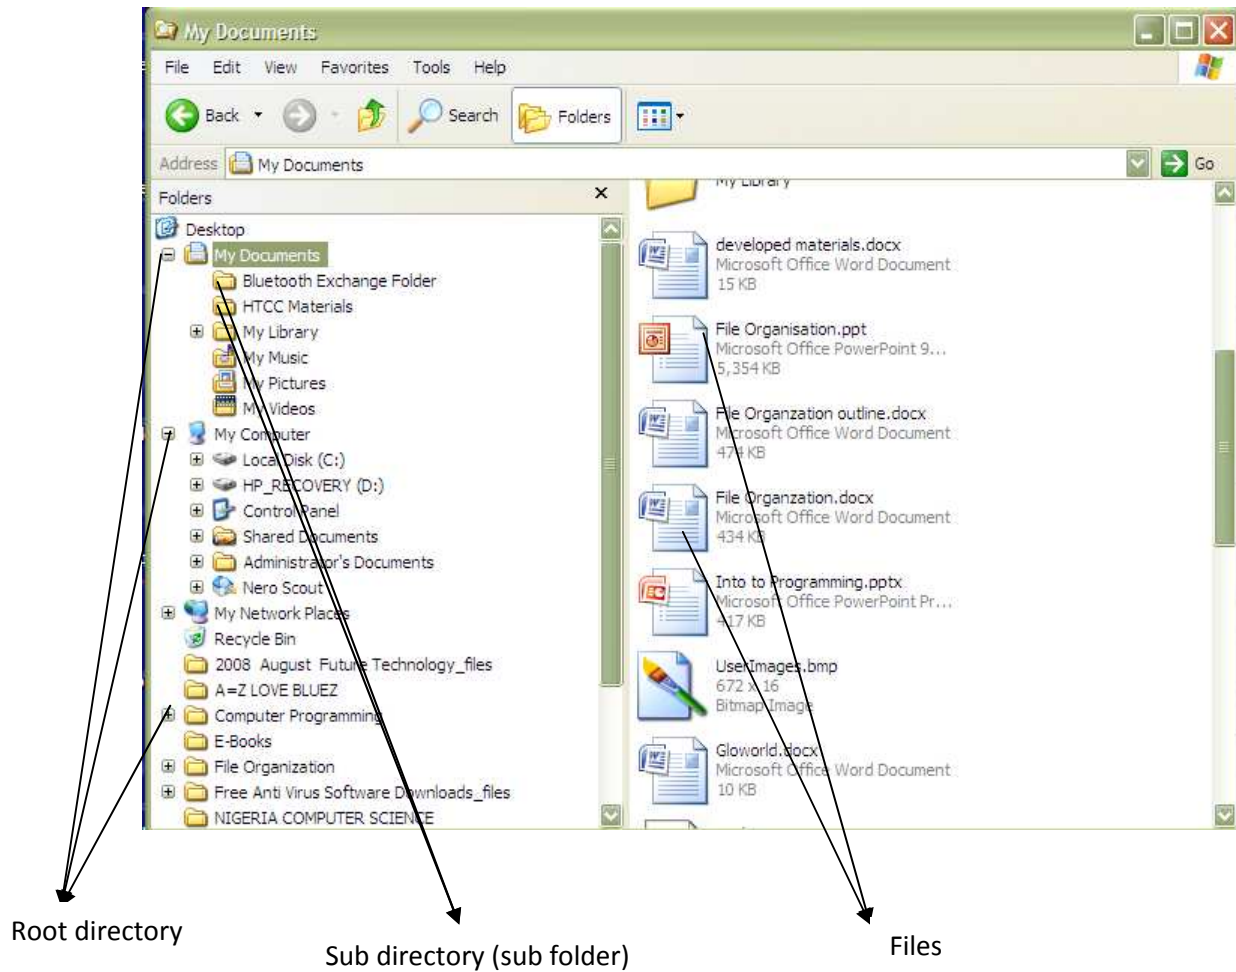 My Documents
File Edit View Favorites Tools Help
Back Search Folders
Address My Documents Go
Folders
Desktop
My Documents
Bluetooth Exchange Folder
HTCC Materials
My Library
My Music
My Pictures
My Videos
My Computer
Local Disk (C:)
HP_RECOVERY (D:)
Control Panel
Shared Documents
Administrator's Documents
Nero Scout
My Network Places
Recycle Bin
2008 August Future Technology_files
A=Z LOVE BLUEZ
Computer Programming
E-Books
File Organization
Free Anti Virus Software Downloads_files
NIGERIA COMPUTER SCIENCE
My Library
developed materials.docx
Microsoft Office Word Document
15 KB
File Organisation.ppt
Microsoft Office PowerPoint 9...
5,354 KB
File Organzation outline.docx
Microsoft Office Word Document
474 KB
File Organzation.docx
Microsoft Office Word Document
434 KB
Into to Programming.pptx
Microsoft Office PowerPoint Pr...
417 KB
UserImages.bmp
672 x 16
Bitmap Image
Gloworld.docx
Microsoft Office Word Document
10 KB
Root directory
Sub directory (sub folder)
Files